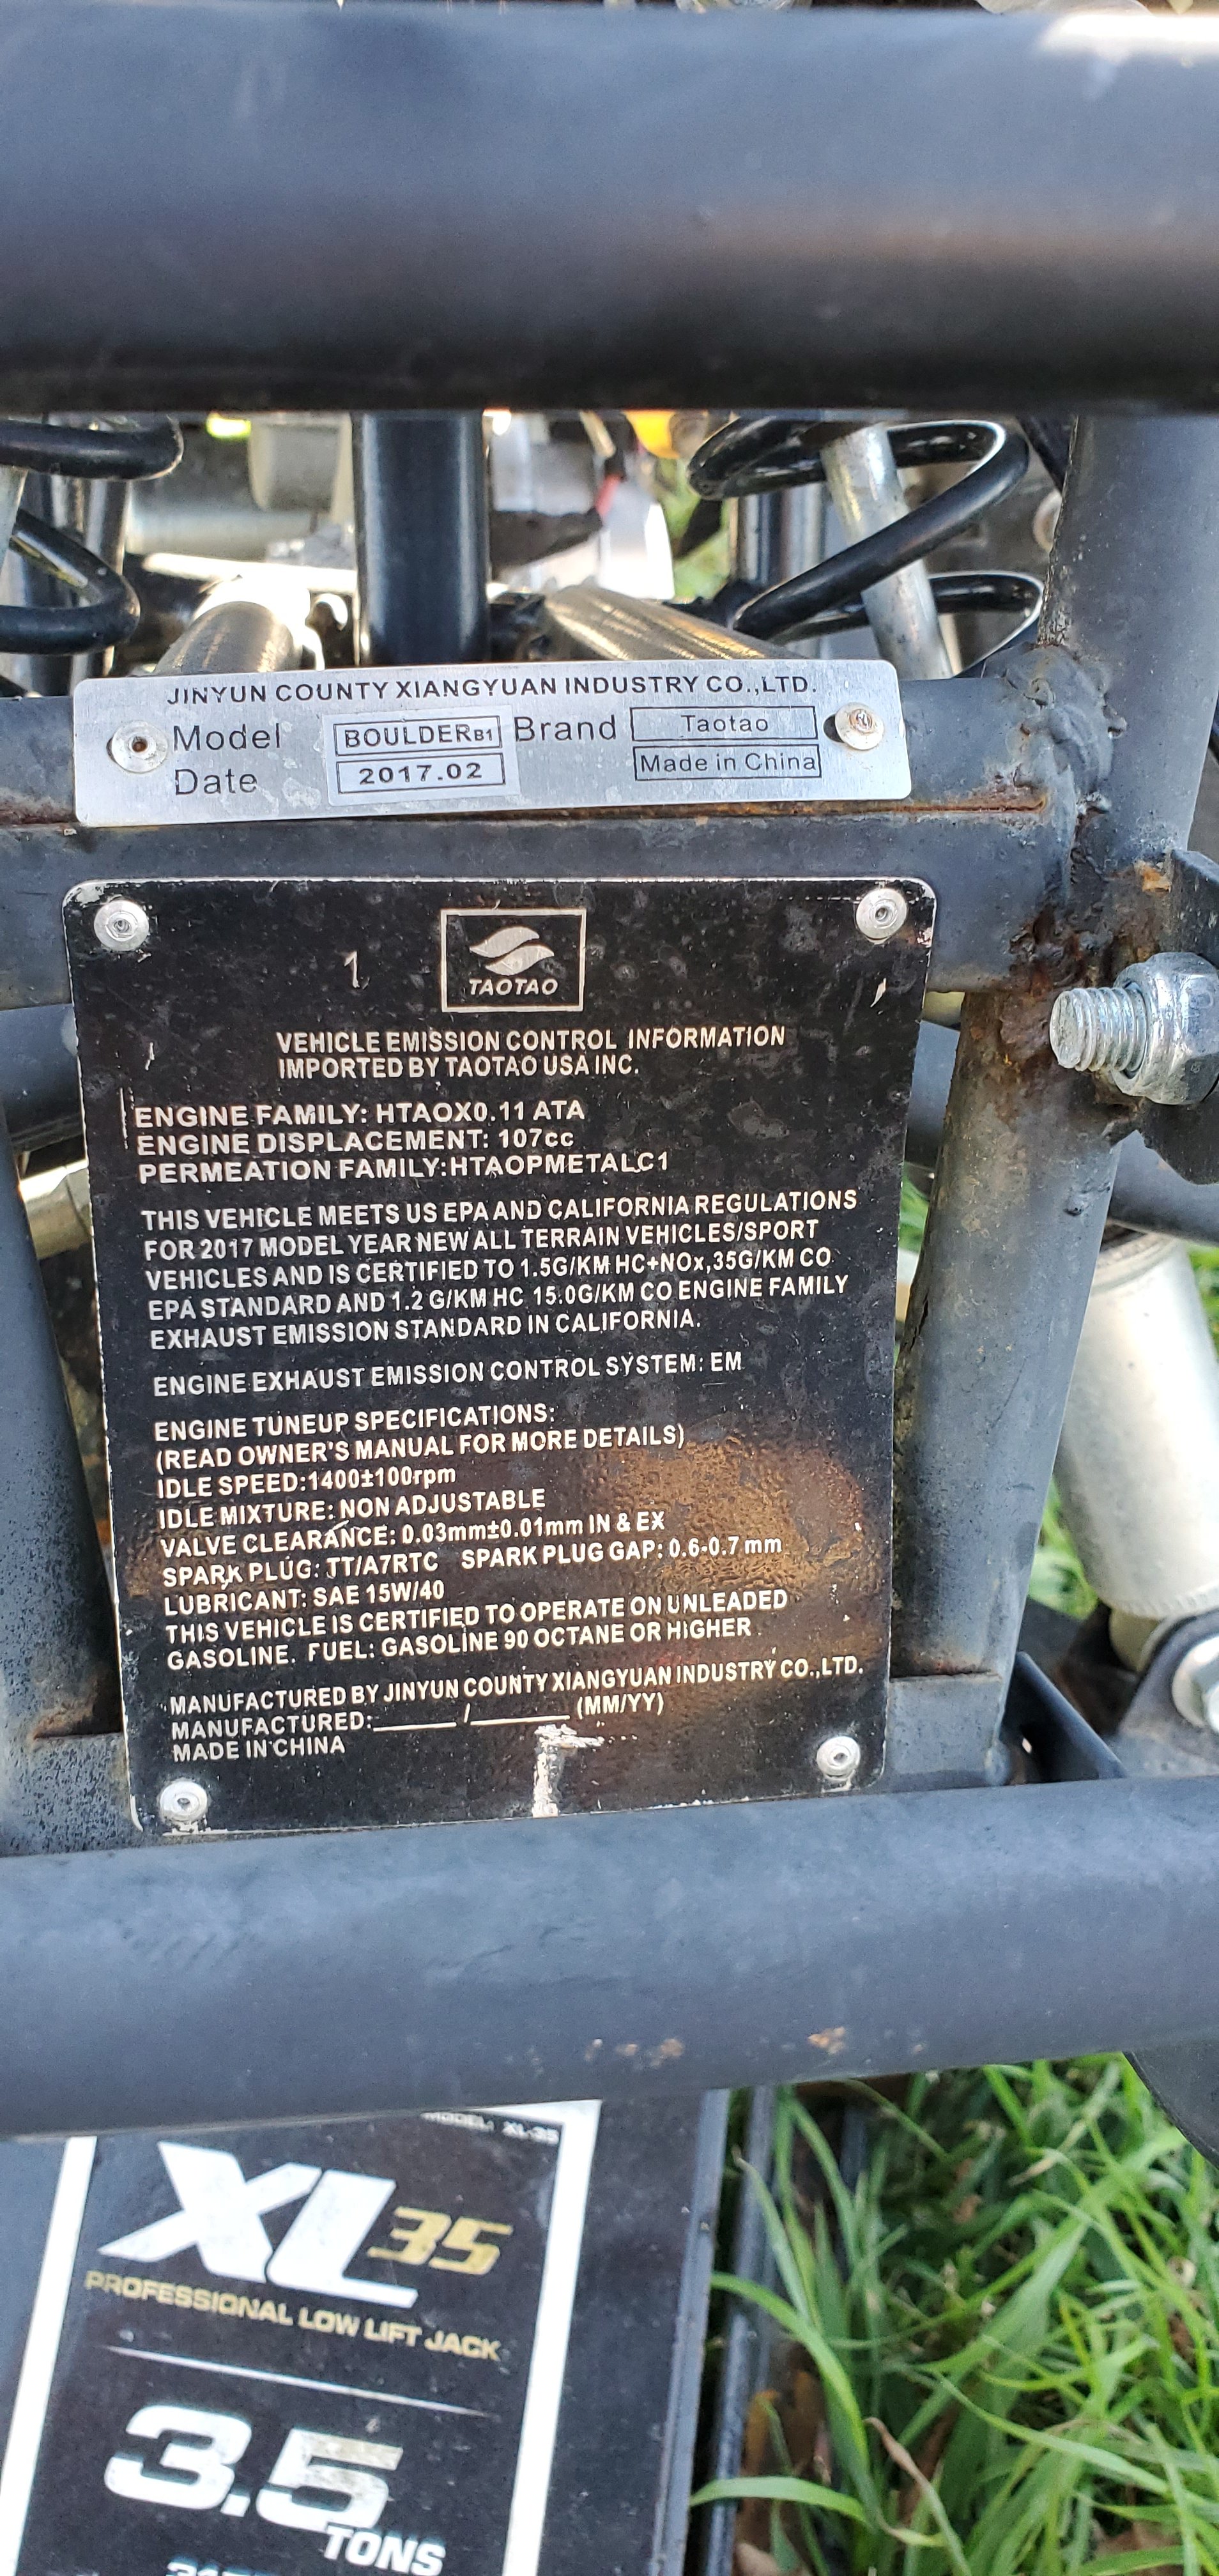 JINYUN COUNTY XIANGYUAN INDUSTRY CO.,LTD.
Model BOULDERB1 Brand Taotao
Date 2017.02 Made in China
TAOTAO
VEHICLE EMISSION CONTROL INFORMATION
IMPORTED BY TAOTAO USA INC.
ENGINE FAMILY: HTAOX0.11 ATA
ENGINE DISPLACEMENT: 107cc
PERMEATION FAMILY:HTAOPMETALC1
THIS VEHICLE MEETS US EPA AND CALIFORNIA REGULATIONS
FOR 2017 MODEL YEAR NEW ALL TERRAIN VEHICLES/SPORT
VEHICLES AND IS CERTIFIED TO 1.5G/KM HC+NOx,35G/KM CO
EPA STANDARD AND 1.2 G/KM HC 15.0G/KM CO ENGINE FAMILY
EXHAUST EMISSION STANDARD IN CALIFORNIA.
ENGINE EXHAUST EMISSION CONTROL SYSTEM: EM
ENGINE TUNEUP SPECIFICATIONS:
(READ OWNER'S MANUAL FOR MORE DETAILS)
IDLE SPEED:1400±100rpm
IDLE MIXTURE: NON ADJUSTABLE
VALVE CLEARANCE: 0.03mm±0.01mm IN & EX
SPARK PLUG: TT/A7RTC SPARK PLUG GAP: 0.6-0.7 mm
LUBRICANT: SAE 15W/40
THIS VEHICLE IS CERTIFIED TO OPERATE ON UNLEADED
GASOLINE. FUEL: GASOLINE 90 OCTANE OR HIGHER .
MANUFACTURED BY JINYUN COUNTY XIANGYUAN INDUSTRY CO.,LTD.
MANUFACTURED:______/_______ (MM/YY)
MADE IN CHINA
MODEL: XL-35
XL35
PROFESSIONAL LOW LIFT JACK
3.5
TONS